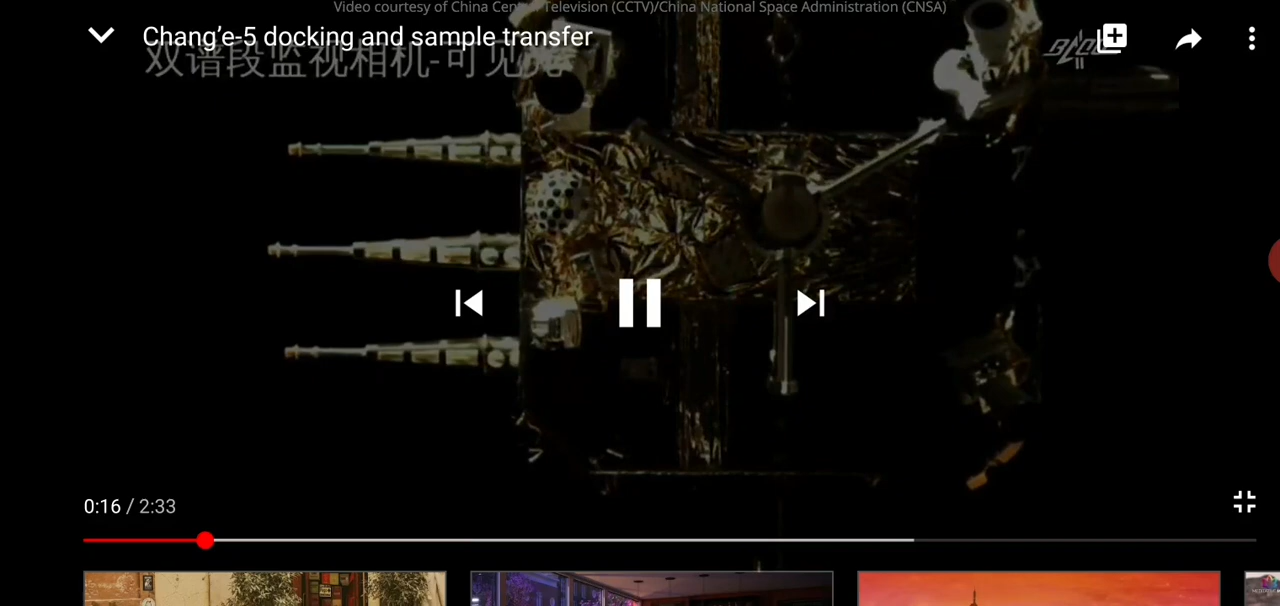 Video courtesy of China Central Television (CCTV)/China National Space Administration (CNSA)
Chang’e-5 docking and sample transfer
双谱段监视相机-可见光
0:16 / 2:33